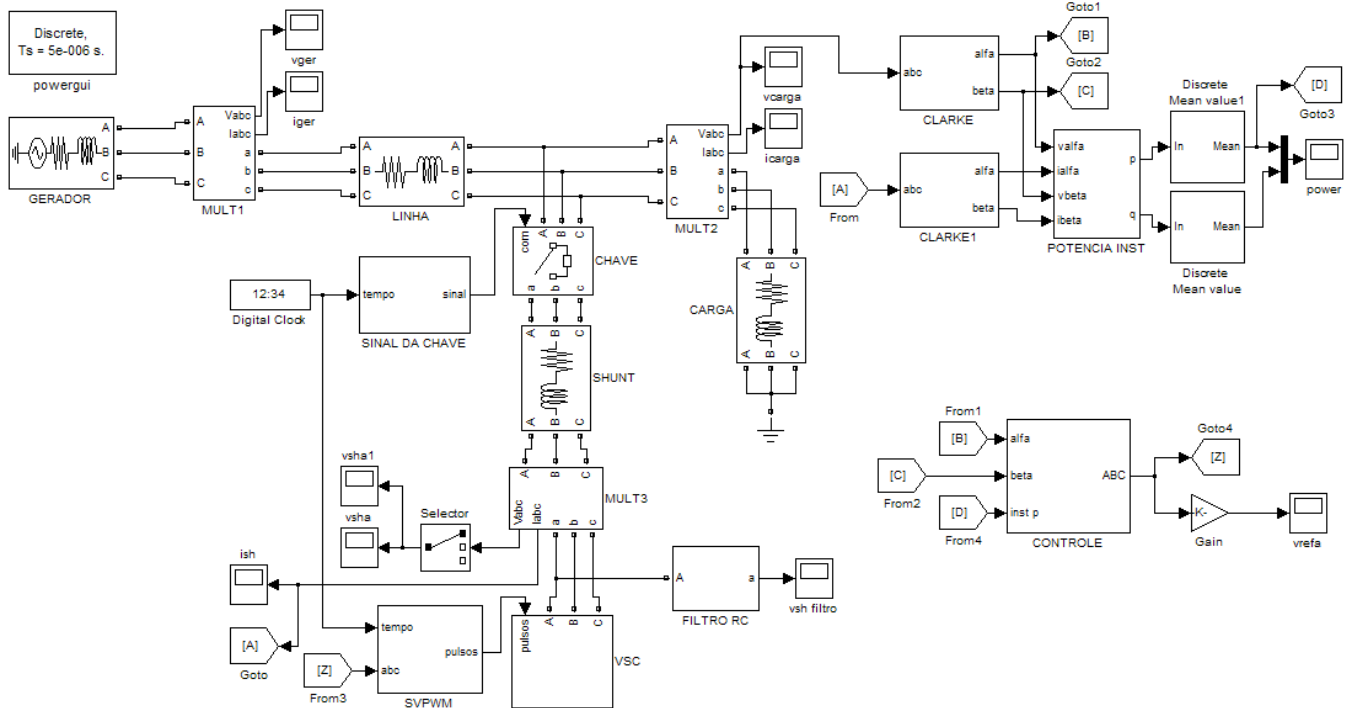 Discrete,
Ts = 5e-006 s.
powergui
vger
iger
A
B
C
GERADOR
A
B
C
Vabc
Iabc
a
b
c
MULT1
A
B
C
A
B
C
LINHA
A
B
C
Vabc
Iabc
a
b
c
MULT2
vcarga
icarga
abc
alfa
beta
CLARKE
Goto1
[B]
Goto2
[C]
[A]
From
abc
alfa
beta
CLARKE1
valfa
ialfa
vbeta
ibeta
p
q
POTENCIA INST
Discrete
Mean value1
In
Mean
In
Mean
Discrete
Mean value
[D]
Goto3
power
com
A
B
C
a
b
c
CHAVE
12:34
Digital Clock
tempo
sinal
SINAL DA CHAVE
A
B
C
A
B
C
SHUNT
CARGA
A
B
C
A
B
C
A
B
C
Vabc
Iabc
a
b
c
MULT3
vsha1
vsha
Selector
ish
[A]
Goto
[Z]
From3
tempo
abc
pulsos
SVPWM
pulsos
A
B
C
VSC
A
a
FILTRO RC
vsh filtro
From1
[B]
[C]
From2
[D]
From4
alfa
beta
inst p
ABC
CONTROLE
Goto4
[Z]
K-
Gain
vrefa